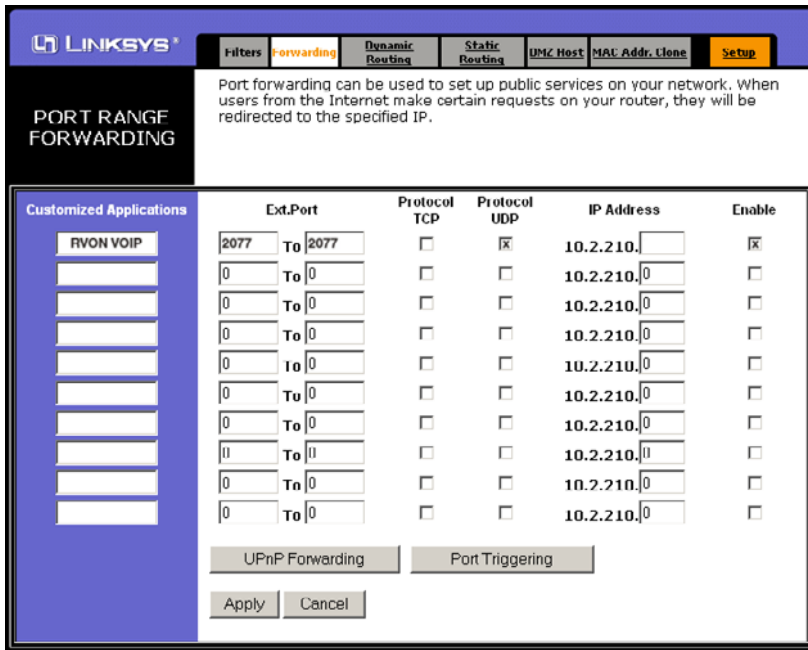 LINKSYS®
Filters Forwarding Dynamic Routing Static Routing DMZ Host MAC Addr. Clone Setup
PORT RANGE FORWARDING
Port forwarding can be used to set up public services on your network. When
users from the Internet make certain requests on your router, they will be
redirected to the specified IP.
Customized Applications Ext.Port Protocol TCP Protocol UDP IP Address Enable
RVON VOIP 2077 To 2077 x 10.2.210. x
0 To 0 10.2.210.0
0 To 0 10.2.210.0
0 To 0 10.2.210.0
0 To 0 10.2.210.0
0 To 0 10.2.210.0
0 To 0 10.2.210.0
0 To 0 10.2.210.0
0 To 0 10.2.210.0
0 To 0 10.2.210.0
UPnP Forwarding Port Triggering
Apply Cancel